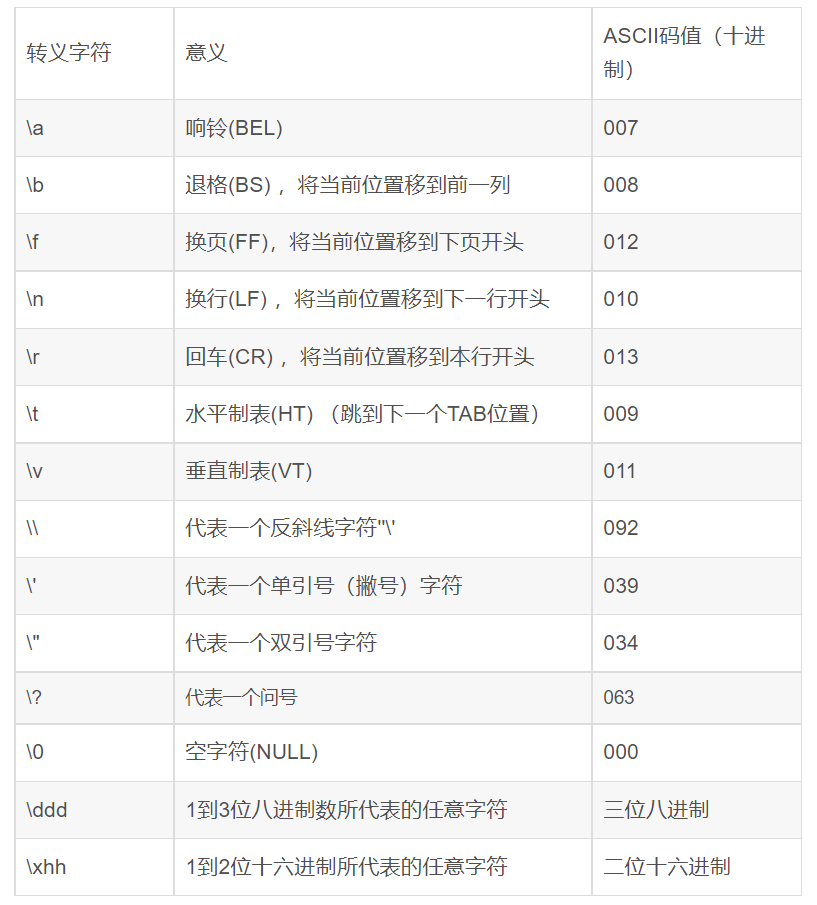 转义字符 意义 ASCII码值（十进
制）
\a 响铃(BEL) 007
\b 退格(BS) ，将当前位置移到前一列 008
\f 换页(FF)，将当前位置移到下页开头 012
\n 换行(LF) ，将当前位置移到下一行开头 010
\r 回车(CR) ，将当前位置移到本行开头 013
\t 水平制表(HT) （跳到下一个TAB位置） 009
\v 垂直制表(VT) 011
\\ 代表一个反斜线字符''\' 092
\' 代表一个单引号（撇号）字符 039
\" 代表一个双引号字符 034
\? 代表一个问号 063
\0 空字符(NULL) 000
\ddd 1到3位八进制数所代表的任意字符 三位八进制
\xhh 1到2位十六进制所代表的任意字符 二位十六进制